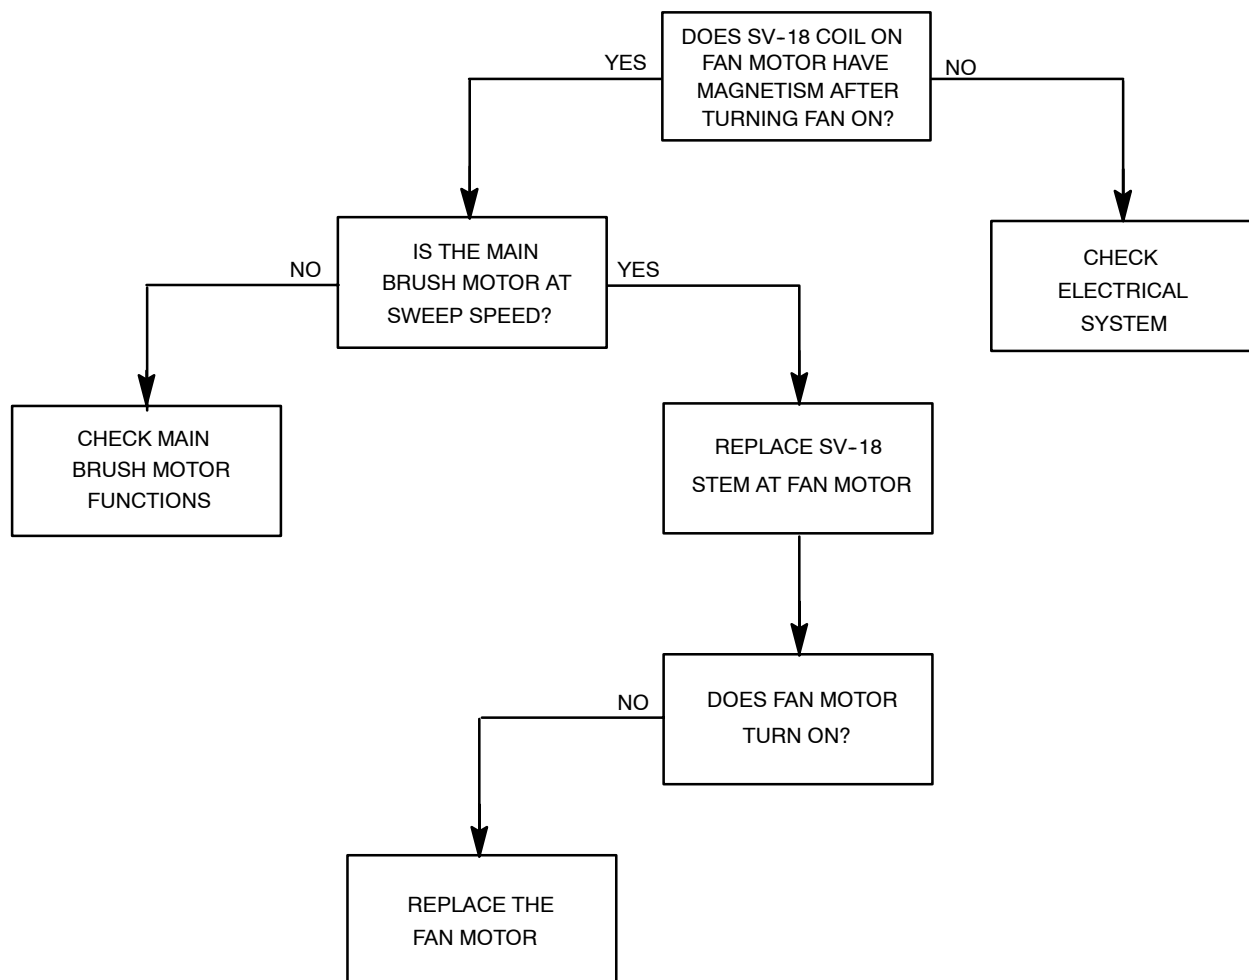 DOES SV-18 COIL ON
FAN MOTOR HAVE
MAGNETISM AFTER
TURNING FAN ON?
YES
NO
IS THE MAIN
BRUSH MOTOR AT
SWEEP SPEED?
NO
YES
CHECK
ELECTRICAL
SYSTEM
CHECK MAIN
BRUSH MOTOR
FUNCTIONS
REPLACE SV-18
STEM AT FAN MOTOR
DOES FAN MOTOR
TURN ON?
NO
REPLACE THE
FAN MOTOR